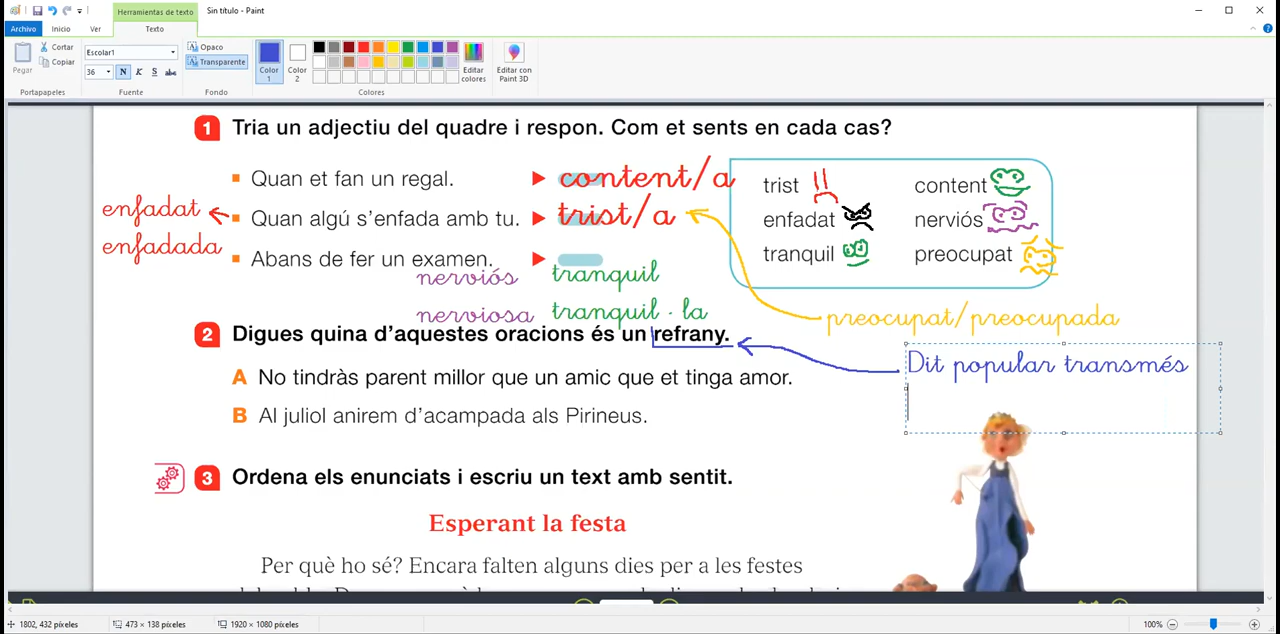 Herramientas de texto
Sin título - Paint
Archivo Inicio Ver Texto
Pegar
Cortar
Copiar
Escolar1
36 N K S abc
Opaco
Transparente
Color 1
Color 2
Editar colores
Editar con Paint 3D
Portapapeles Fuente Fondo Colores
1 Tria un adjectiu del quadre i respon. Com et sents en cada cas?
Quan et fan un regal. content/a
enfadat Quan algú s'enfada amb tu. trist/a
enfadada Abans de fer un examen.
nerviós tranquil
nerviosa tranquil·la
trist content
enfadat nerviós
tranquil preocupat
preocupat/preocupada
2 Digues quina d'aquestes oracions és un refrany.
Dit popular transmés
A No tindràs parent millor que un amic que et tinga amor.
B Al juliol anirem d'acampada als Pirineus.
3 Ordena els enunciats i escriu un text amb sentit.
Esperant la festa
Per què ho sé? Encara falten alguns dies per a les festes
1802, 432 píxeles 473 × 138 píxeles 1920 × 1080 píxeles 100%